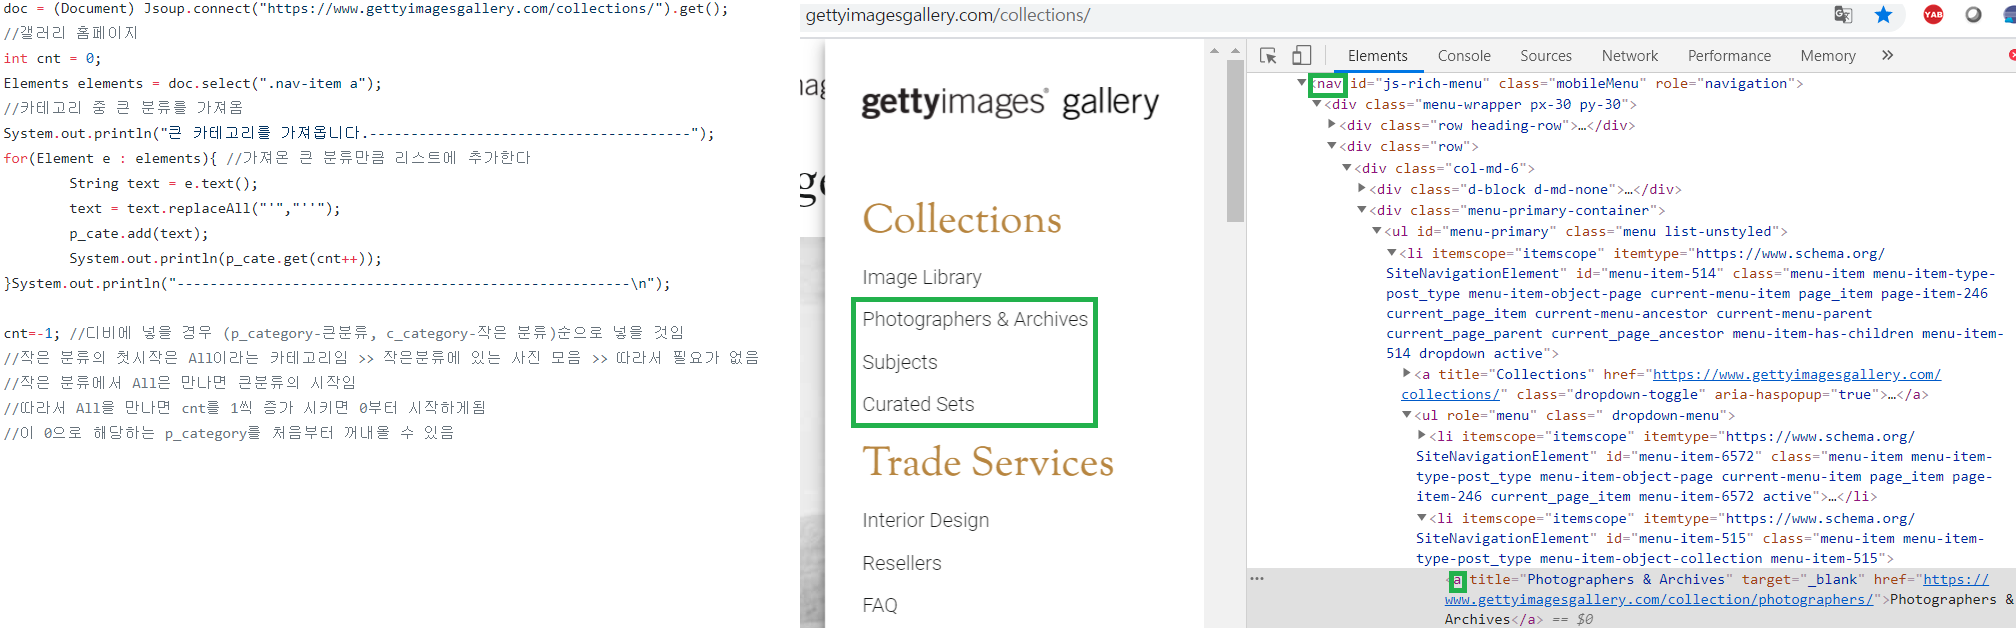 doc = (Document) Jsoup.connect("https://www.gettyimagesgallery.com/collections/").get();
//갤러리 홈페이지
int cnt = 0;
Elements elements = doc.select(".nav-item a");
//카테고리 중 큰 분류를 가져옴
System.out.println("큰 카테고리를 가져옵니다.---------------------------------------");
for(Element e : elements){ //가져온 큰 분류만큼 리스트에 추가한다
String text = e.text();
text = text.replaceAll("'","''");
p_cate.add(text);
System.out.println(p_cate.get(cnt++));
}System.out.println("-------------------------------------------------------\n");
cnt=-1; //디비에 넣을 경우 (p_category-큰분류, c_category-작은 분류)순으로 넣을 것임
//작은 분류의 첫시작은 All이라는 카테고리임 >> 작은분류에 있는 사진 모음 >> 따라서 필요가 없음
//작은 분류에서 All은 만나면 큰분류의 시작임
//따라서 All을 만나면 cnt를 1씩 증가 시키면 0부터 시작하게됨
//이 0으로 해당하는 p_category를 처음부터 꺼내올 수 있음
gettyimagesgallery.com/collections/
YAB
gettyimages® gallery
Collections
Image Library
Photographers & Archives
Subjects
Curated Sets
Trade Services
Interior Design
Resellers
FAQ
Elements Console Sources Network Performance Memory »
<nav id="js-rich-menu" class="mobileMenu" role="navigation">
<div class="menu-wrapper px-30 py-30">
<div class="row heading-row">…</div>
<div class="row">
<div class="col-md-6">
<div class="d-block d-md-none">…</div>
<div class="menu-primary-container">
<ul id="menu-primary" class="menu list-unstyled">
<li itemscope="itemscope" itemtype="https://www.schema.org/
SiteNavigationElement" id="menu-item-514" class="menu-item menu-item-type-
post_type menu-item-object-page current-menu-item page_item page-item-246
current_page_item current-menu-ancestor current-menu-parent
current_page_parent current_page_ancestor menu-item-has-children menu-item-
514 dropdown active">
<a title="Collections" href="https://www.gettyimagesgallery.com/
collections/" class="dropdown-toggle" aria-haspopup="true">…</a>
<ul role="menu" class=" dropdown-menu">
<li itemscope="itemscope" itemtype="https://www.schema.org/
SiteNavigationElement" id="menu-item-6572" class="menu-item menu-item-
type-post_type menu-item-object-page current-menu-item page_item page-
item-246 current_page_item menu-item-6572 active">…</li>
<li itemscope="itemscope" itemtype="https://www.schema.org/
SiteNavigationElement" id="menu-item-515" class="menu-item menu-item-
type-post_type menu-item-object-collection menu-item-515">
<a title="Photographers & Archives" target="_blank" href="https://
www.gettyimagesgallery.com/collection/photographers/">Photographers &
Archives</a> == $0